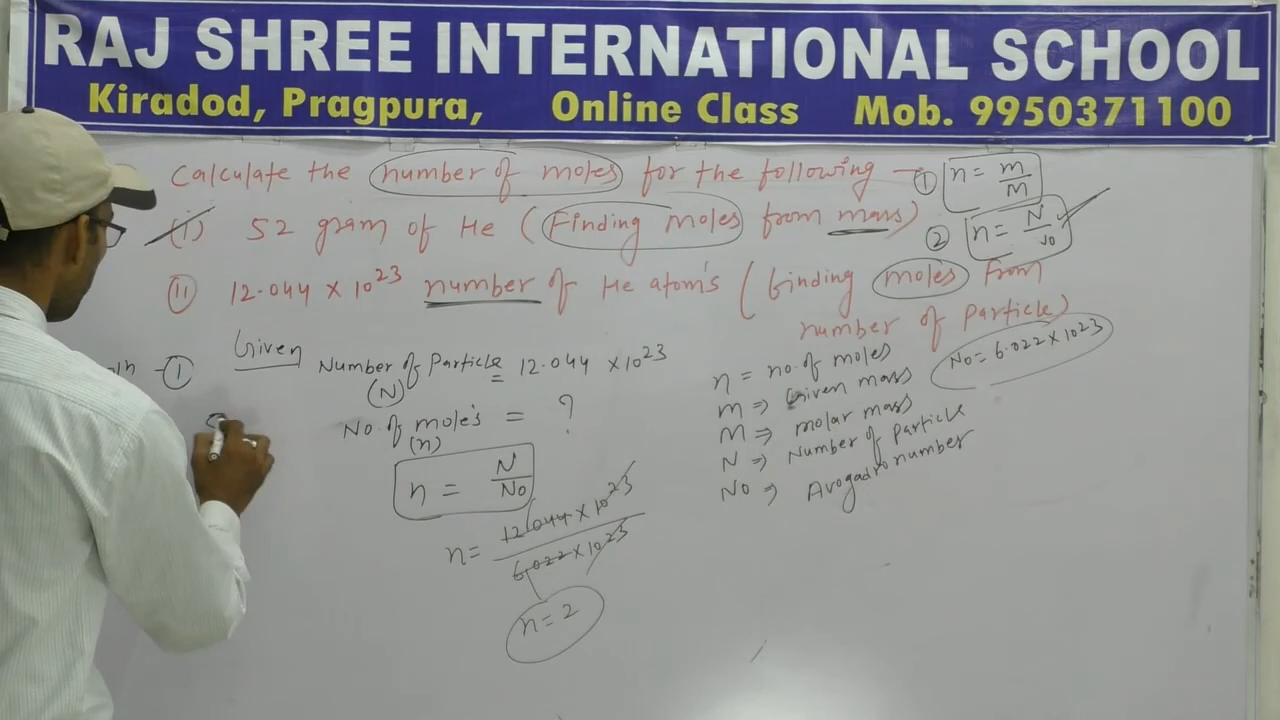 RAJ SHREE INTERNATIONAL SCHOOL
Kiradod, Pragpura, Online Class Mob. 9950371100
Calculate the number of moles for the following -
① n = m/M
(i) 52 gram of He (Finding moles from mass)
② n = N/No
(ii) 12.044 × 10²³ number of He atom's (finding moles from
number of Particle)
No = 6.022 × 10²³
Given
Number of Particle = 12.044 × 10²³
(N)
No. of mole's = ?
(n)
n = N/No
n = 12.044 × 10²³ / 6.022 × 10²³
n = 2
n = no. of moles
m => Given mass
M => molar mass
N => Number of Particle
No => Avogadro number